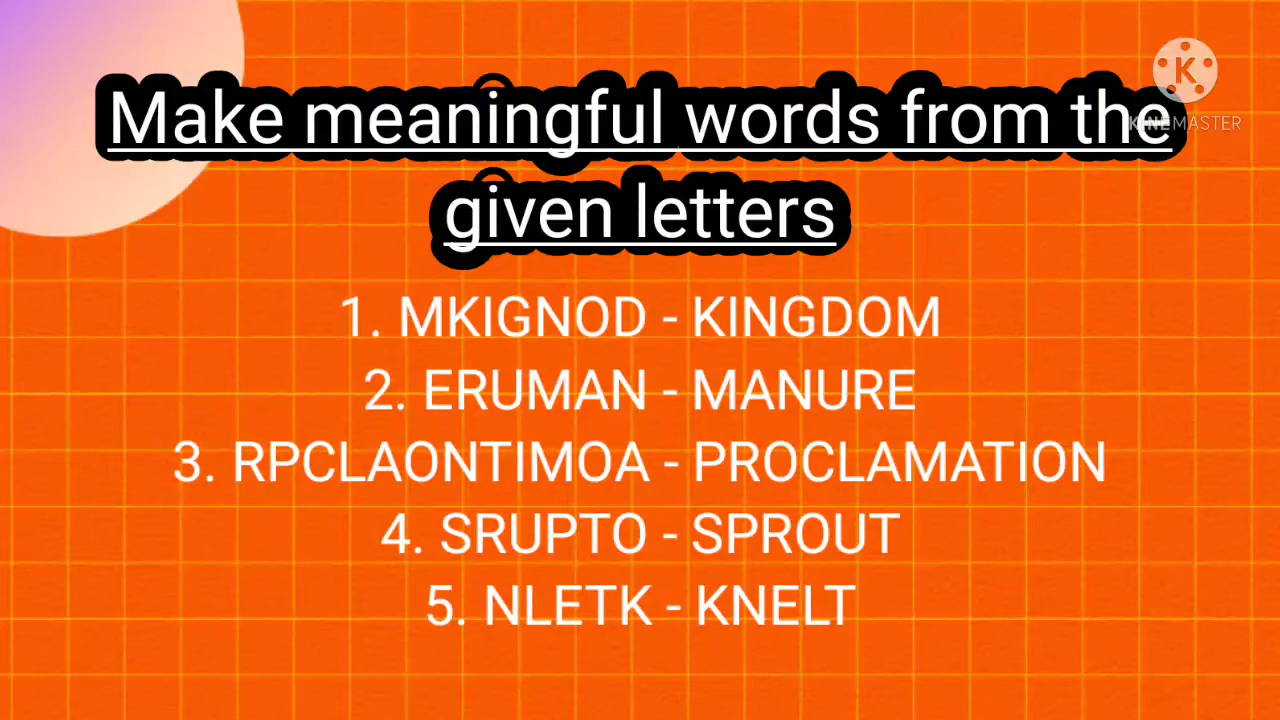 KINEMASTER
Make meaningful words from the
given letters
1. MKIGNOD - KINGDOM
2. ERUMAN - MANURE
3. RPCLAONTIMOA - PROCLAMATION
4. SRUPTO - SPROUT
5. NLETK - KNELT